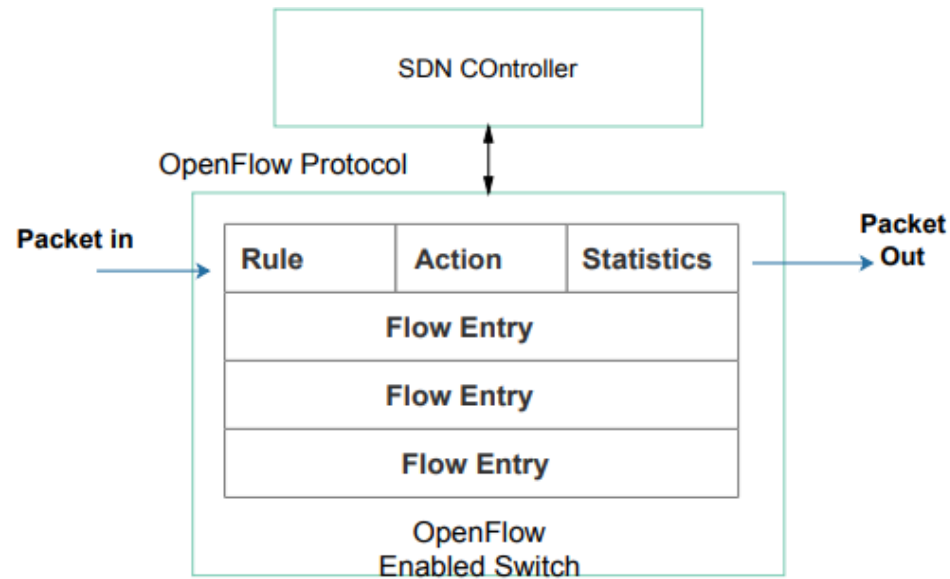 SDN COntroller
OpenFlow Protocol
Packet in
Rule
Action
Statistics
Packet
Out
Flow Entry
Flow Entry
Flow Entry
OpenFlow
Enabled Switch